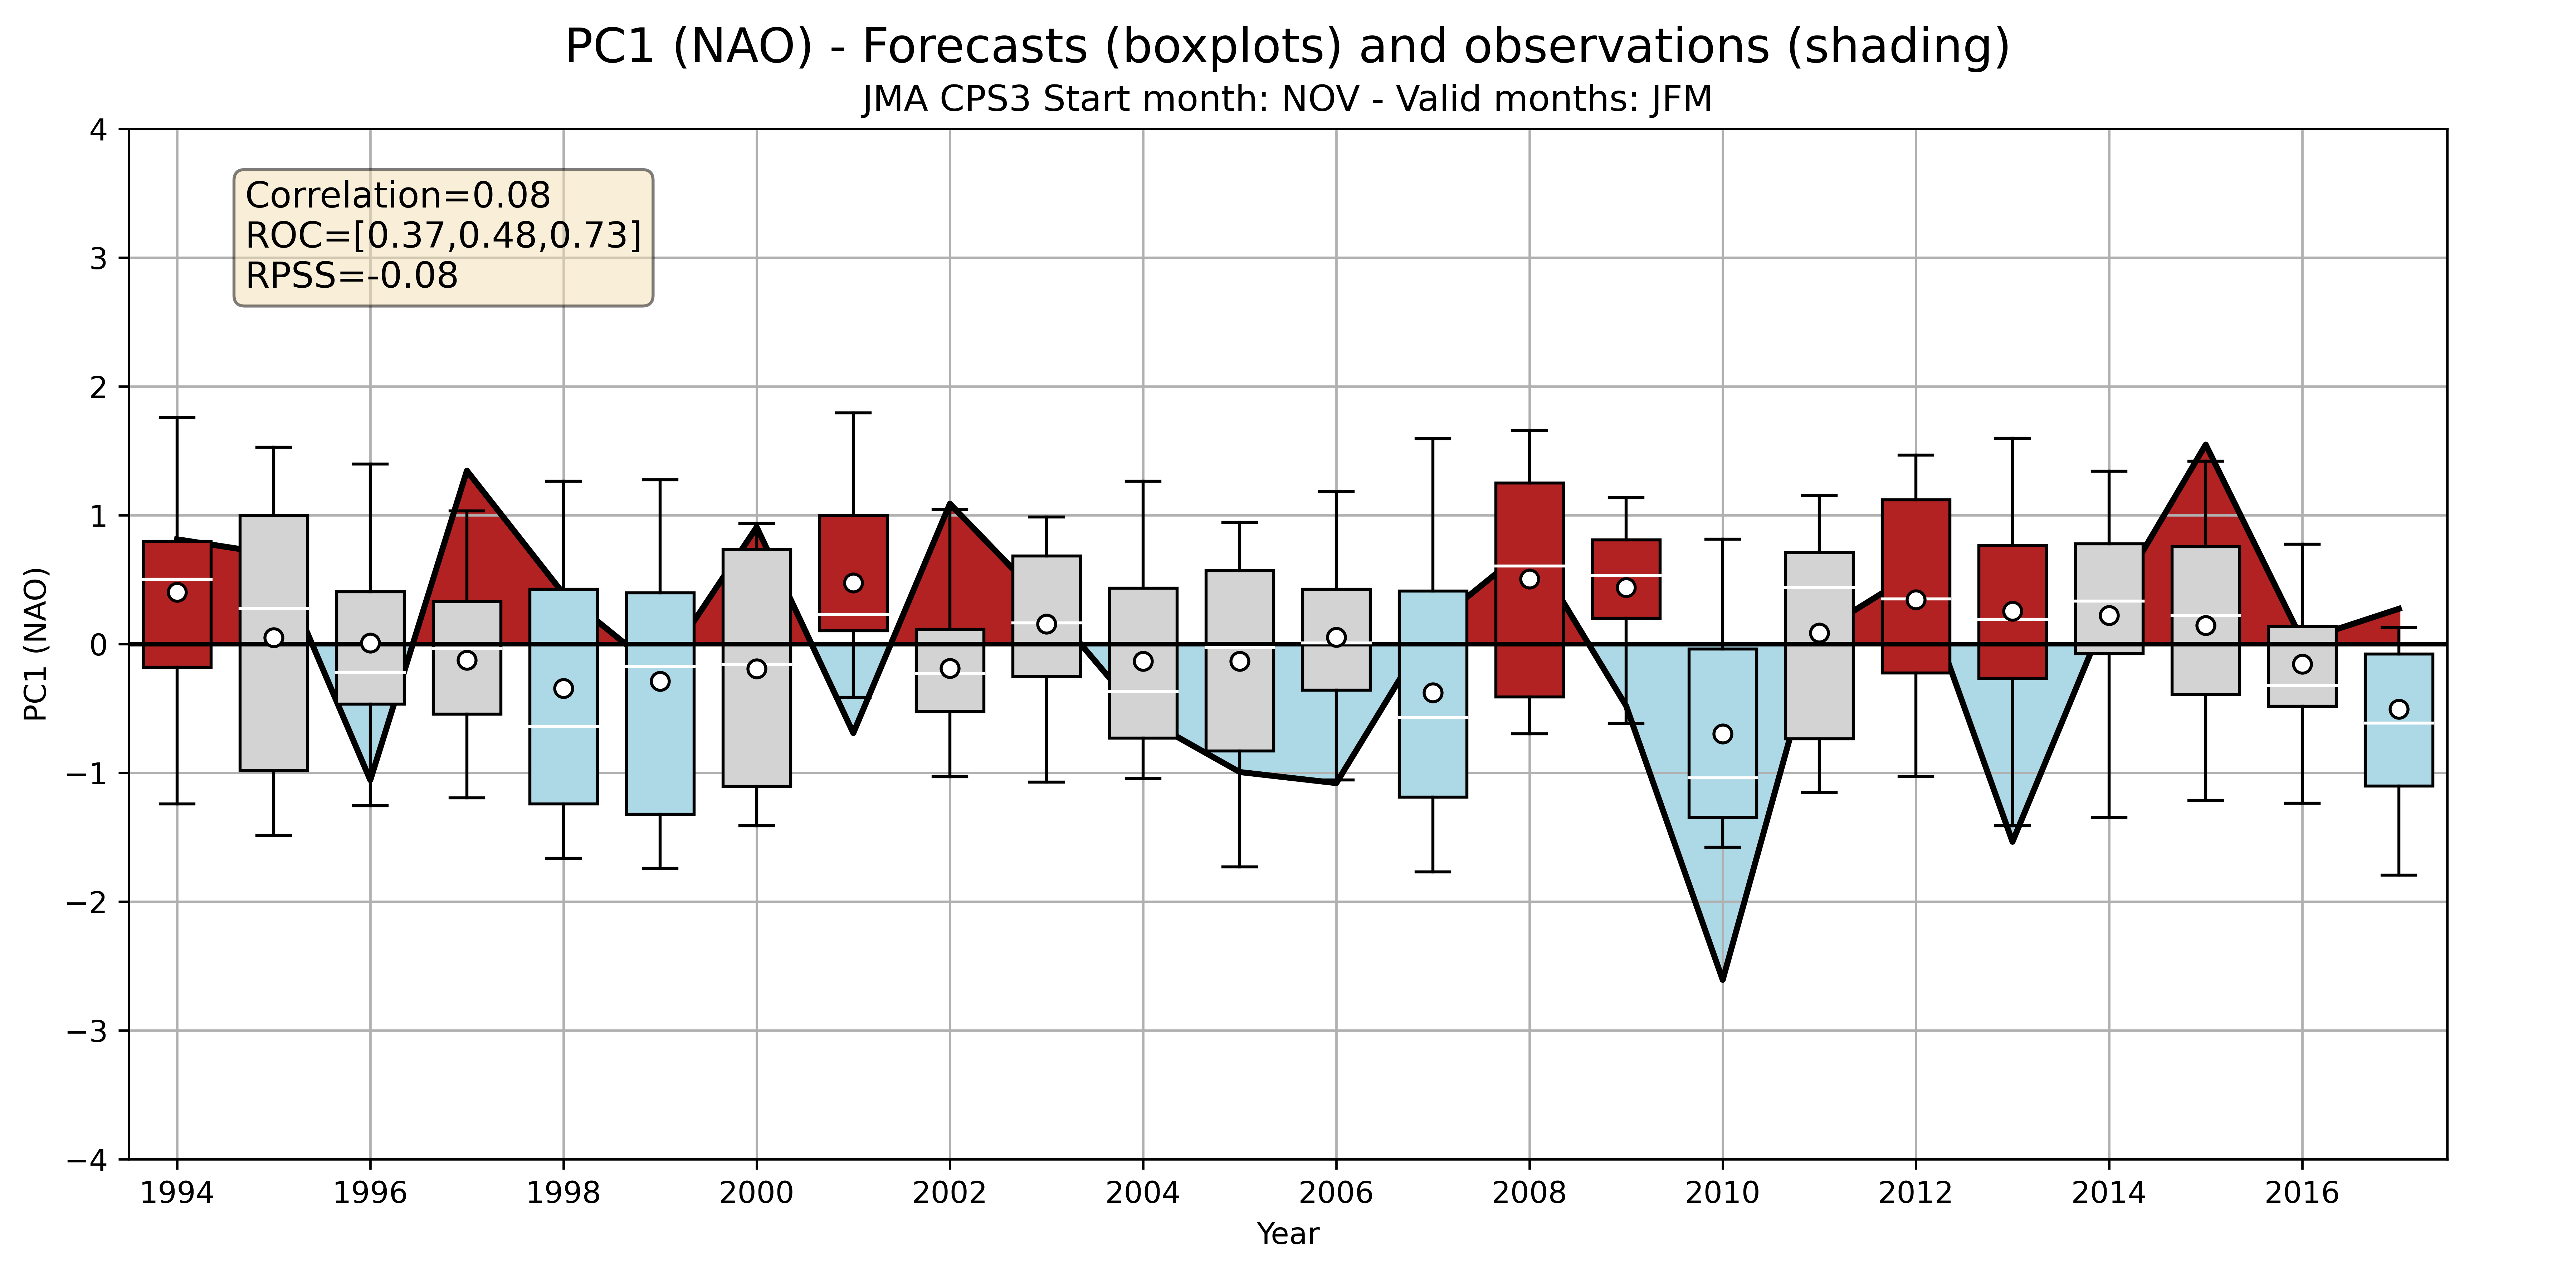 PC1 (NAO) - Forecasts (boxplots) and observations (shading)
JMA CPS3 Start month: NOV - Valid months: JFM
Correlation=0.08
ROC=[0.37,0.48,0.73]
RPSS=-0.08
PC1 (NAO)
4
3
2
1
0
−1
−2
−3
−4
1994 1996 1998 2000 2002 2004 2006 2008 2010 2012 2014 2016
Year